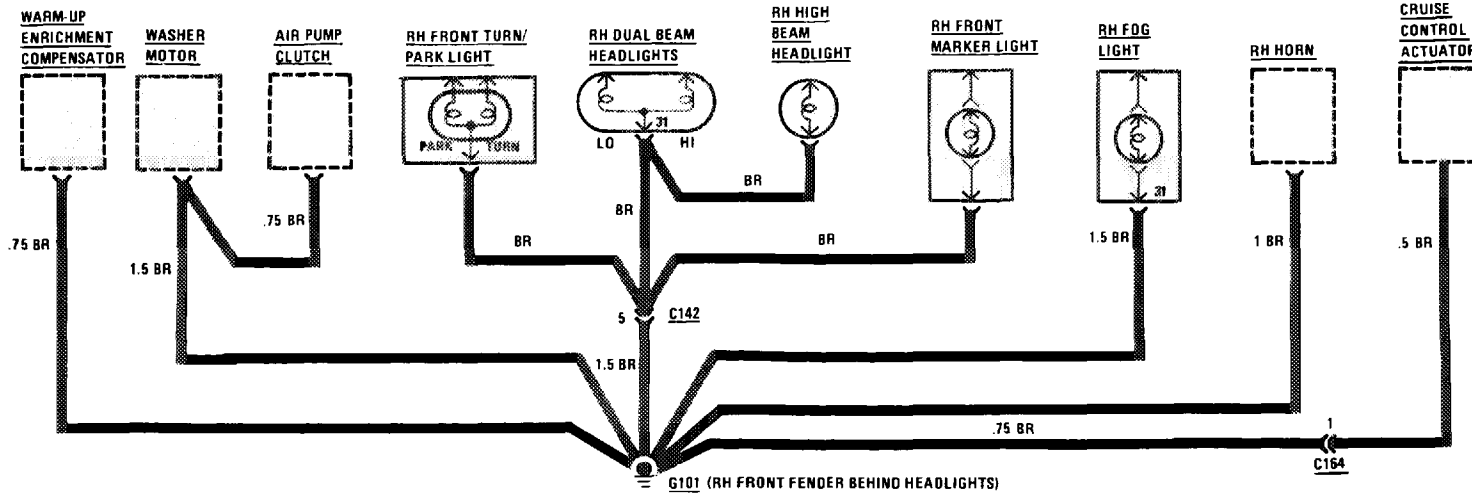 WARM-UP
ENRICHMENT
COMPENSATOR
WASHER
MOTOR
AIR PUMP
CLUTCH
RH FRONT TURN/
PARK LIGHT
RH DUAL BEAM
HEADLIGHTS
RH HIGH
BEAM
HEADLIGHT
RH FRONT
MARKER LIGHT
RH FOG
LIGHT
RH HORN
CRUISE
CONTROL
ACTUATOR
PARK TURN
31
LO HI
31
BR
.75 BR
1.5 BR
.75 BR
BR
BR
BR
1.5 BR
1 BR
.5 BR
5 C142
1.5 BR
.75 BR
1
C164
G101 (RH FRONT FENDER BEHIND HEADLIGHTS)